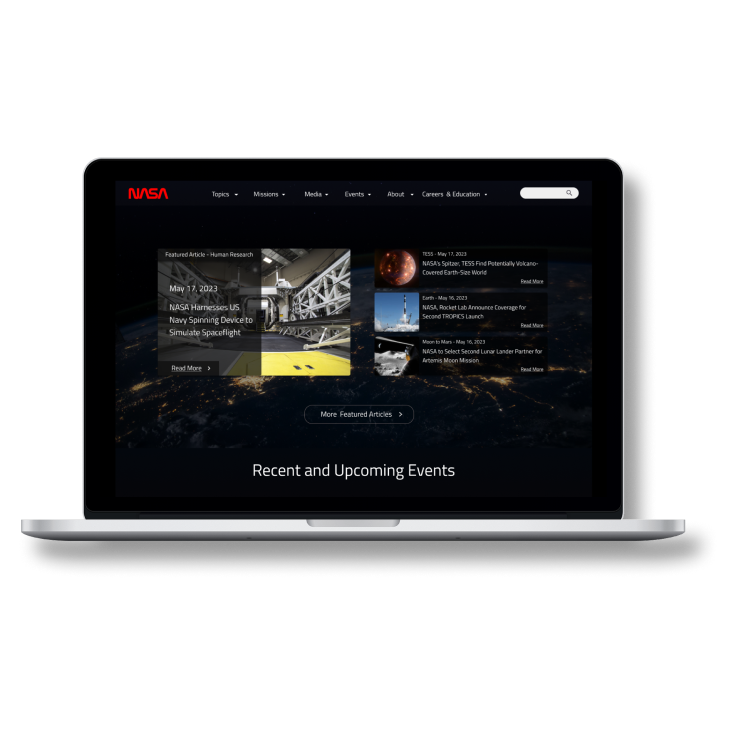 NASA
Topics
Missions
Media
Events
About
Careers & Education
Featured Article - Human Research
May 17, 2023
NASA Harnesses US
Navy Spinning Device to
Simulate Spaceflight
Read More
TESS - May 17, 2023
NASA's Spitzer, TESS Find Potentially Volcano-
Covered Earth-Size World
Read More
Earth - May 16, 2023
NASA, Rocket Lab Announce Coverage for
Second TROPICS Launch
Read More
Moon to Mars - May 16, 2023
NASA to Select Second Lunar Lander Partner for
Artemis Moon Mission
Read More
More Featured Articles
Recent and Upcoming Events